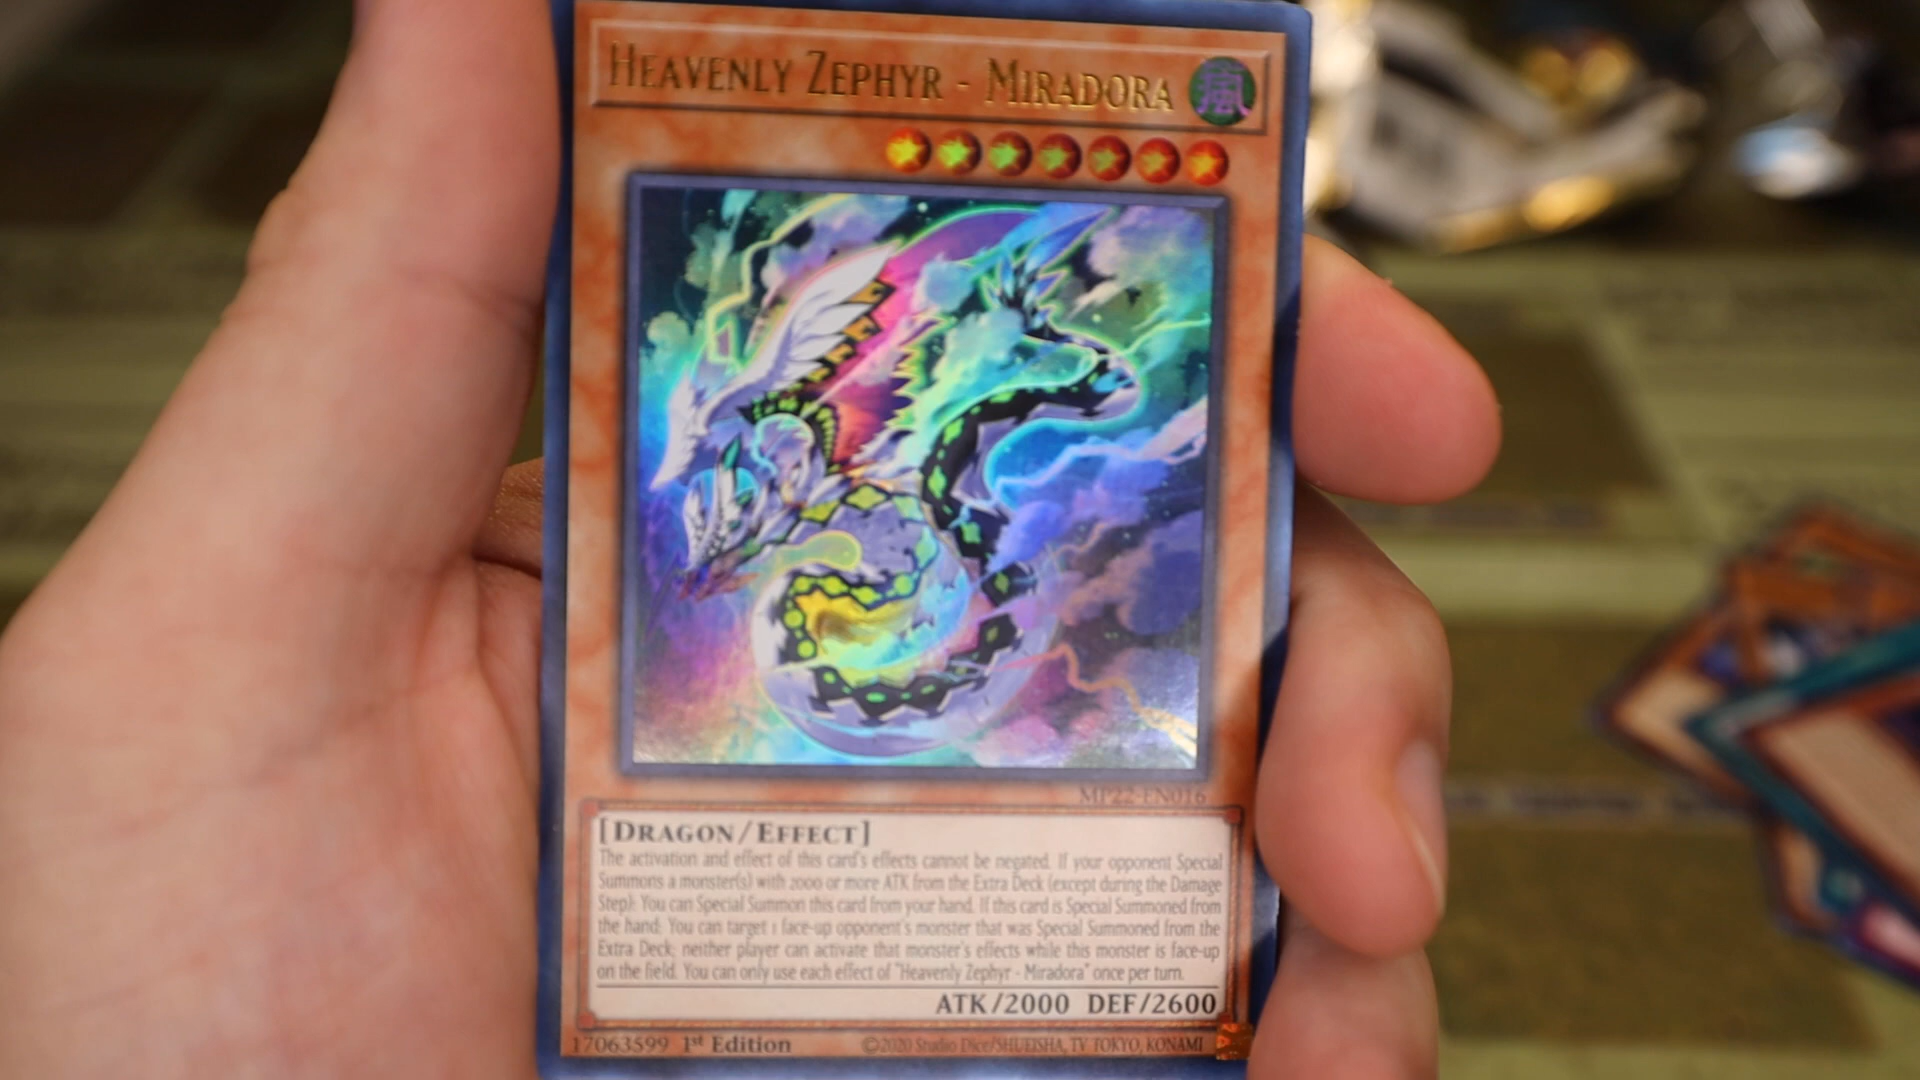 HEAVENLY ZEPHYR - MIRADORA
風
MP22-EN016
[DRAGON/EFFECT]
The activation and effect of this card's effects cannot be negated. If your opponent Special
Summons a monster(s) with 2000 or more ATK from the Extra Deck (except during the Damage
Step): You can Special Summon this card from your hand. If this card is Special Summoned from
the hand: You can target 1 face-up opponent's monster that was Special Summoned from the
Extra Deck; neither player can activate that monster's effects while this monster is face-up
on the field. You can only use each effect of "Heavenly Zephyr - Miradora" once per turn.
ATK/2000 DEF/2600
17063599 1st Edition ©2020 Studio Dice/SHUEISHA, TV TOKYO, KONAMI